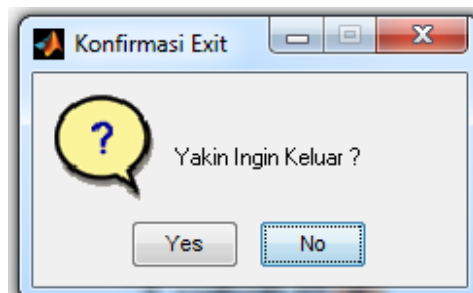 Konfirmasi Exit
?
Yakin Ingin Keluar ?
Yes
No